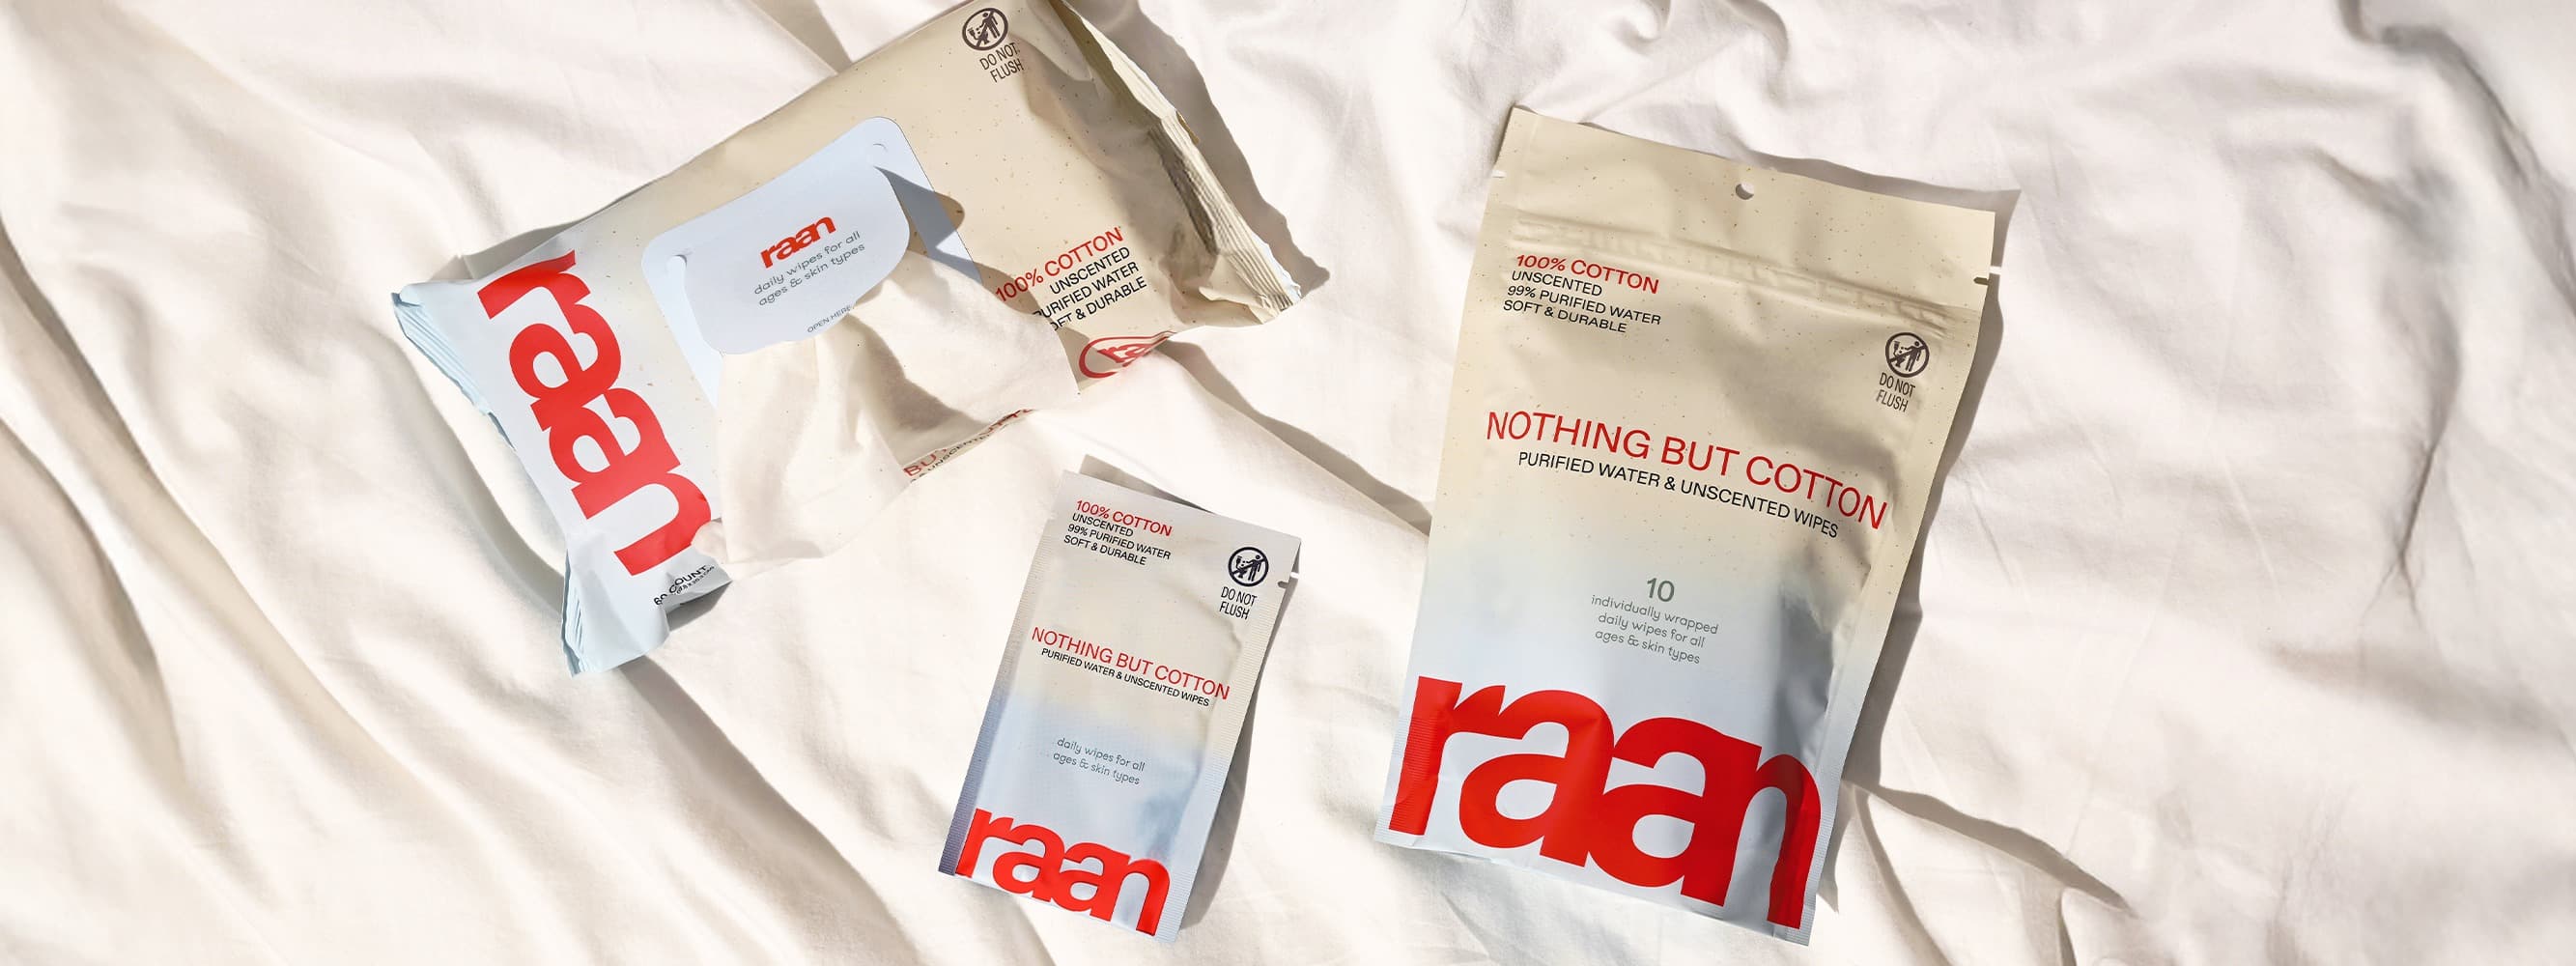 DO NOT
FLUSH
raan
daily wipes for all
ages & skin types
OPEN HERE
100% COTTON
UNSCENTED
PURIFIED WATER
SOFT & DURABLE
raan
COUNT
100% COTTON
UNSCENTED
99% PURIFIED WATER
SOFT & DURABLE
DO NOT
FLUSH
NOTHING BUT COTTON
PURIFIED WATER & UNSCENTED WIPES
daily wipes for all
ages & skin types
raan
100% COTTON
UNSCENTED
99% PURIFIED WATER
SOFT & DURABLE
DO NOT
FLUSH
NOTHING BUT COTTON
PURIFIED WATER & UNSCENTED WIPES
10
individually wrapped
daily wipes for all
ages & skin types
raan